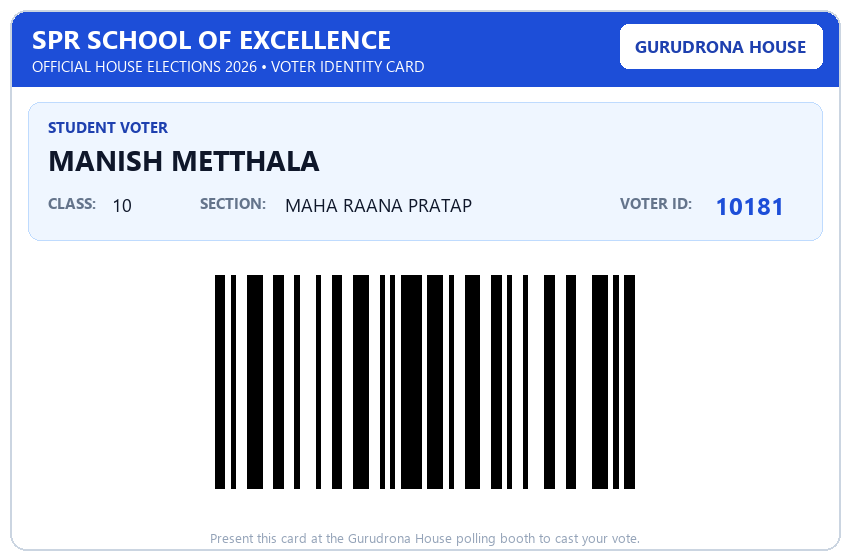 SPR SCHOOL OF EXCELLENCE
OFFICIAL HOUSE ELECTIONS 2026 • VOTER IDENTITY CARD
GURUDRONA HOUSE
STUDENT VOTER
MANISH METTHALA
CLASS: 10 SECTION: MAHA RAANA PRATAP VOTER ID: 10181
Present this card at the Gurudrona House polling booth to cast your vote.